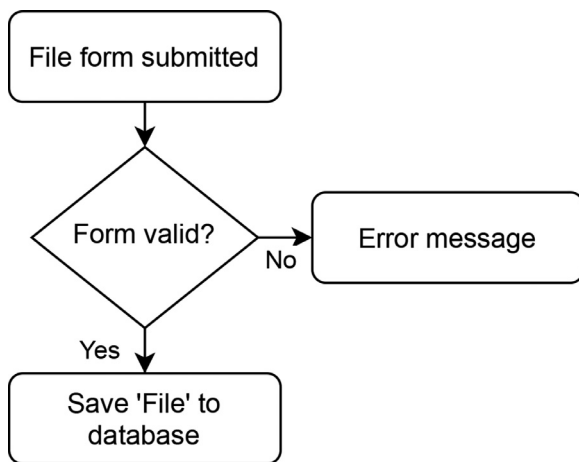 File form submitted
Form valid?
No
Error message
Yes
Save 'File' to
database